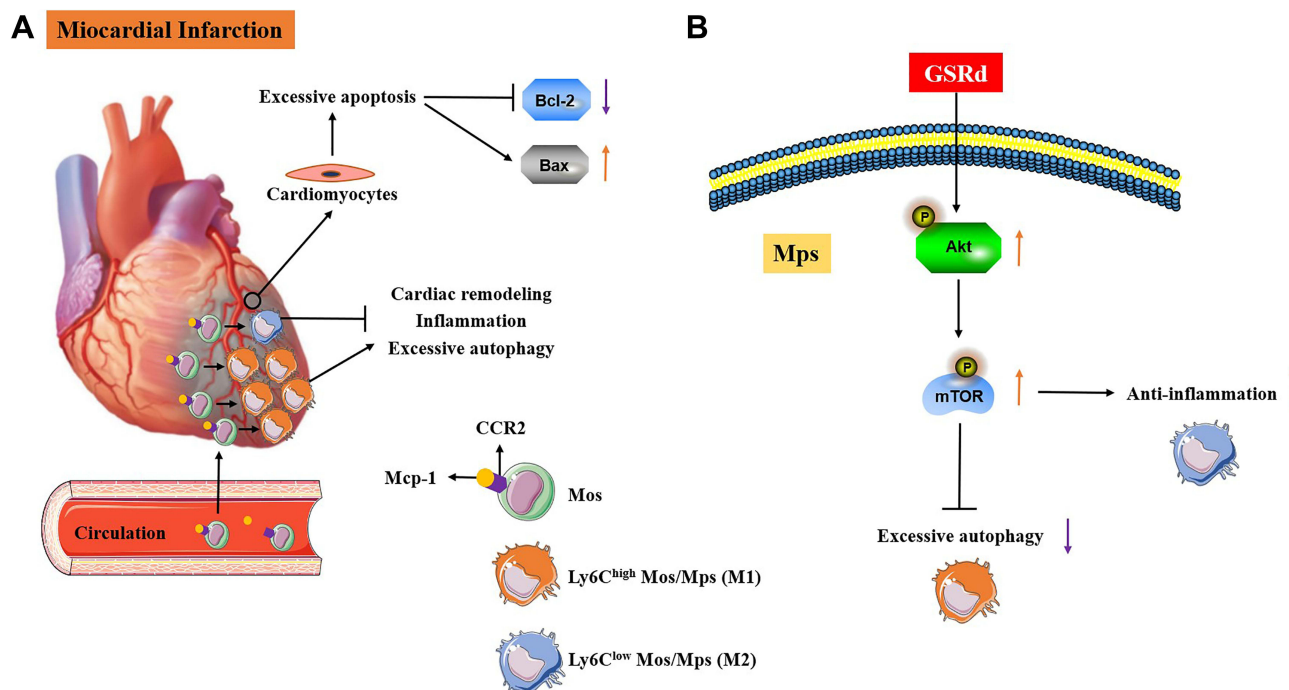 A
Miocardial Infarction
Excessive apoptosis
Bcl-2
Bax
Cardiomyocytes
Cardiac remodeling
Inflammation
Excessive autophagy
CCR2
Mcp-1
Mos
Circulation
Ly6Chigh Mos/Mps (M1)
Ly6Clow Mos/Mps (M2)
B
GSRd
P
Akt
Mps
P
mTOR
Anti-inflammation
Excessive autophagy